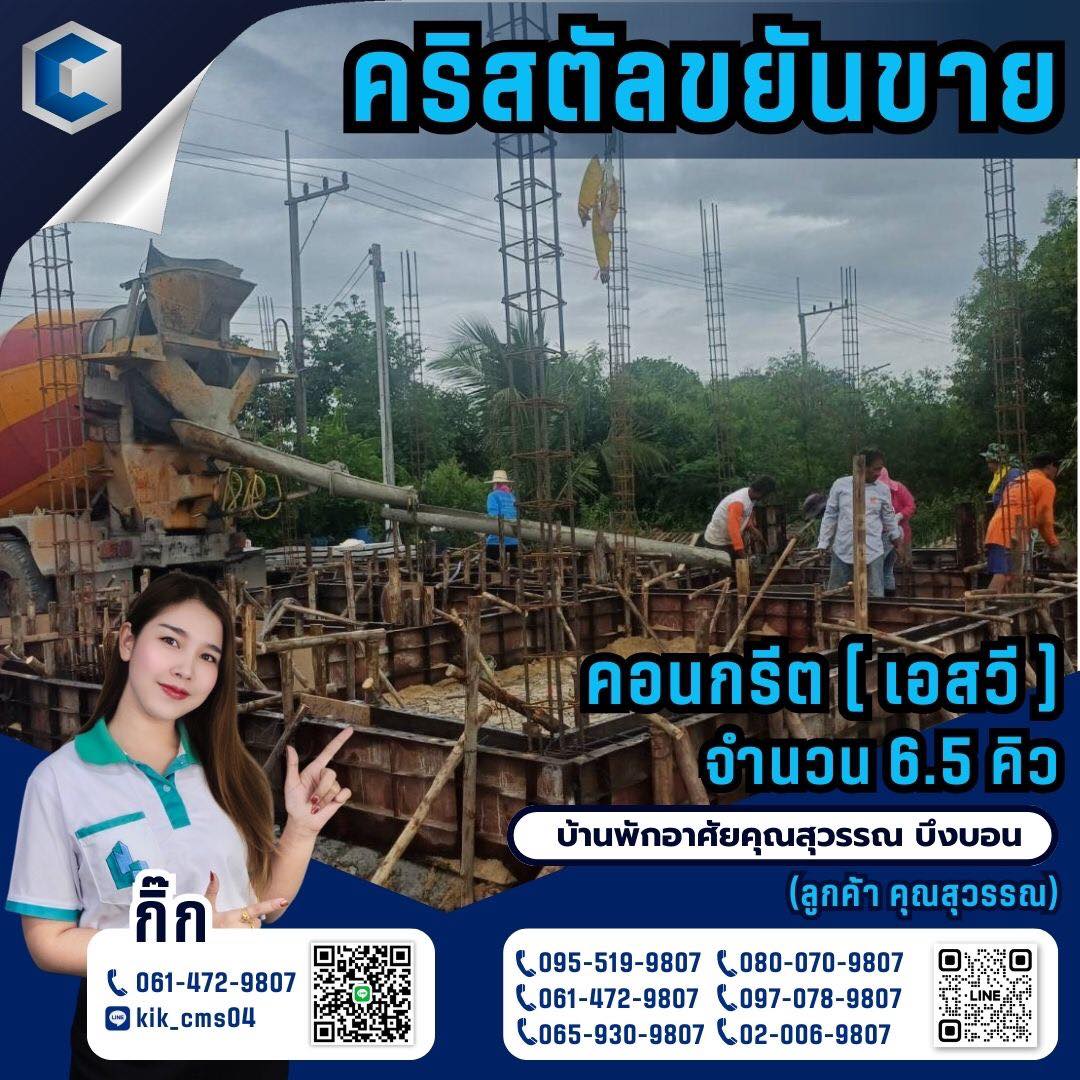 คริสตัลขยันขาย
คอนกรีต [ เอสวี ]
จำนวน 6.5 คิว
บ้านพักอาศัยคุณสุวรรณ บึงบอน
(ลูกค้า คุณสุวรรณ)
กิ๊ก
061-472-9807
LINE kik_cms04
095-519-9807 080-070-9807
061-472-9807 097-078-9807
065-930-9807 02-006-9807
LINE